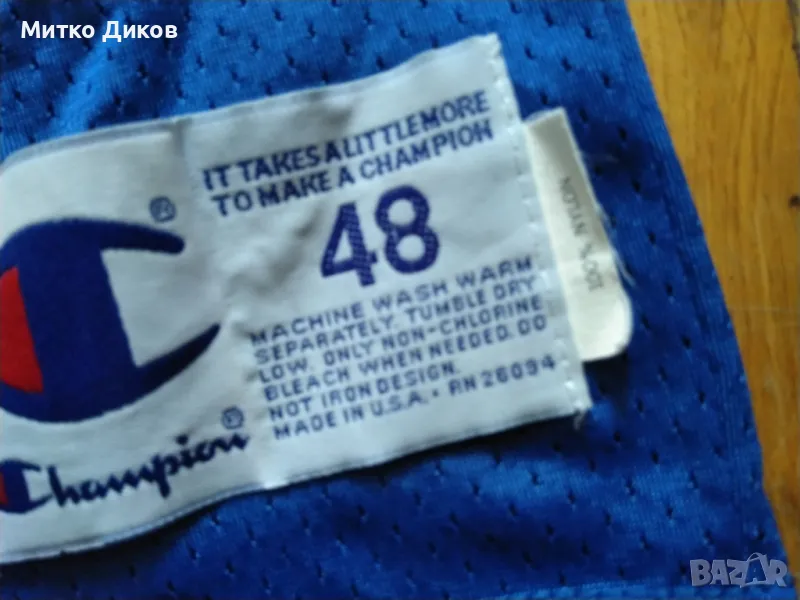 Митко Диков
IT TAKES A LITTLE MORE
TO MAKE A CHAMPION
®
48
MACHINE WASH WARM
SEPARATELY. TUMBLE DRY
LOW. ONLY NON-CHLORINE
BLEACH WHEN NEEDED. DO
NOT IRON DESIGN.
MADE IN U.S.A. • RN 26094
Champion®
100% NYLON
BAZAR